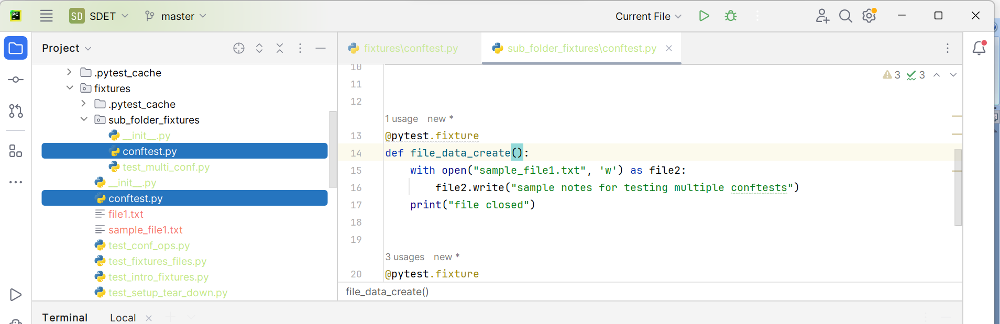 PC
SD SDET master Current File
Project
fixtures\conftest.py
sub_folder_fixtures\conftest.py
.pytest_cache
fixtures
.pytest_cache
sub_folder_fixtures
__init__.py
conftest.py
test_multi_conf.py
__init__.py
conftest.py
file1.txt
sample_file1.txt
test_conf_ops.py
test_fixtures_files.py
test_intro_fixtures.py
test_setup_tear_down.py
3 3
10
11
12
1 usage new *
13 @pytest.fixture
14 def file_data_create():
15 with open("sample_file1.txt", 'w') as file2:
16 file2.write("sample notes for testing multiple conftests")
17 print("file closed")
18
19
3 usages new *
20 @pytest.fixture
file_data_create()
Terminal Local